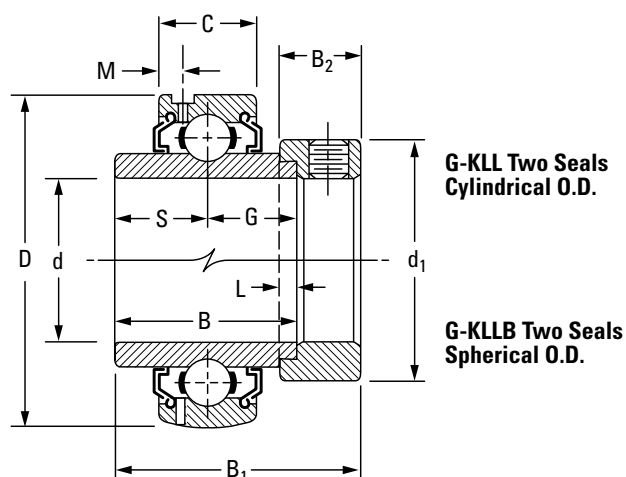 C
B2
M
G-KLL Two Seals
Cylindrical O.D.
S
G
D
d
d1
L
B
G-KLLB Two Seals
Spherical O.D.
B1